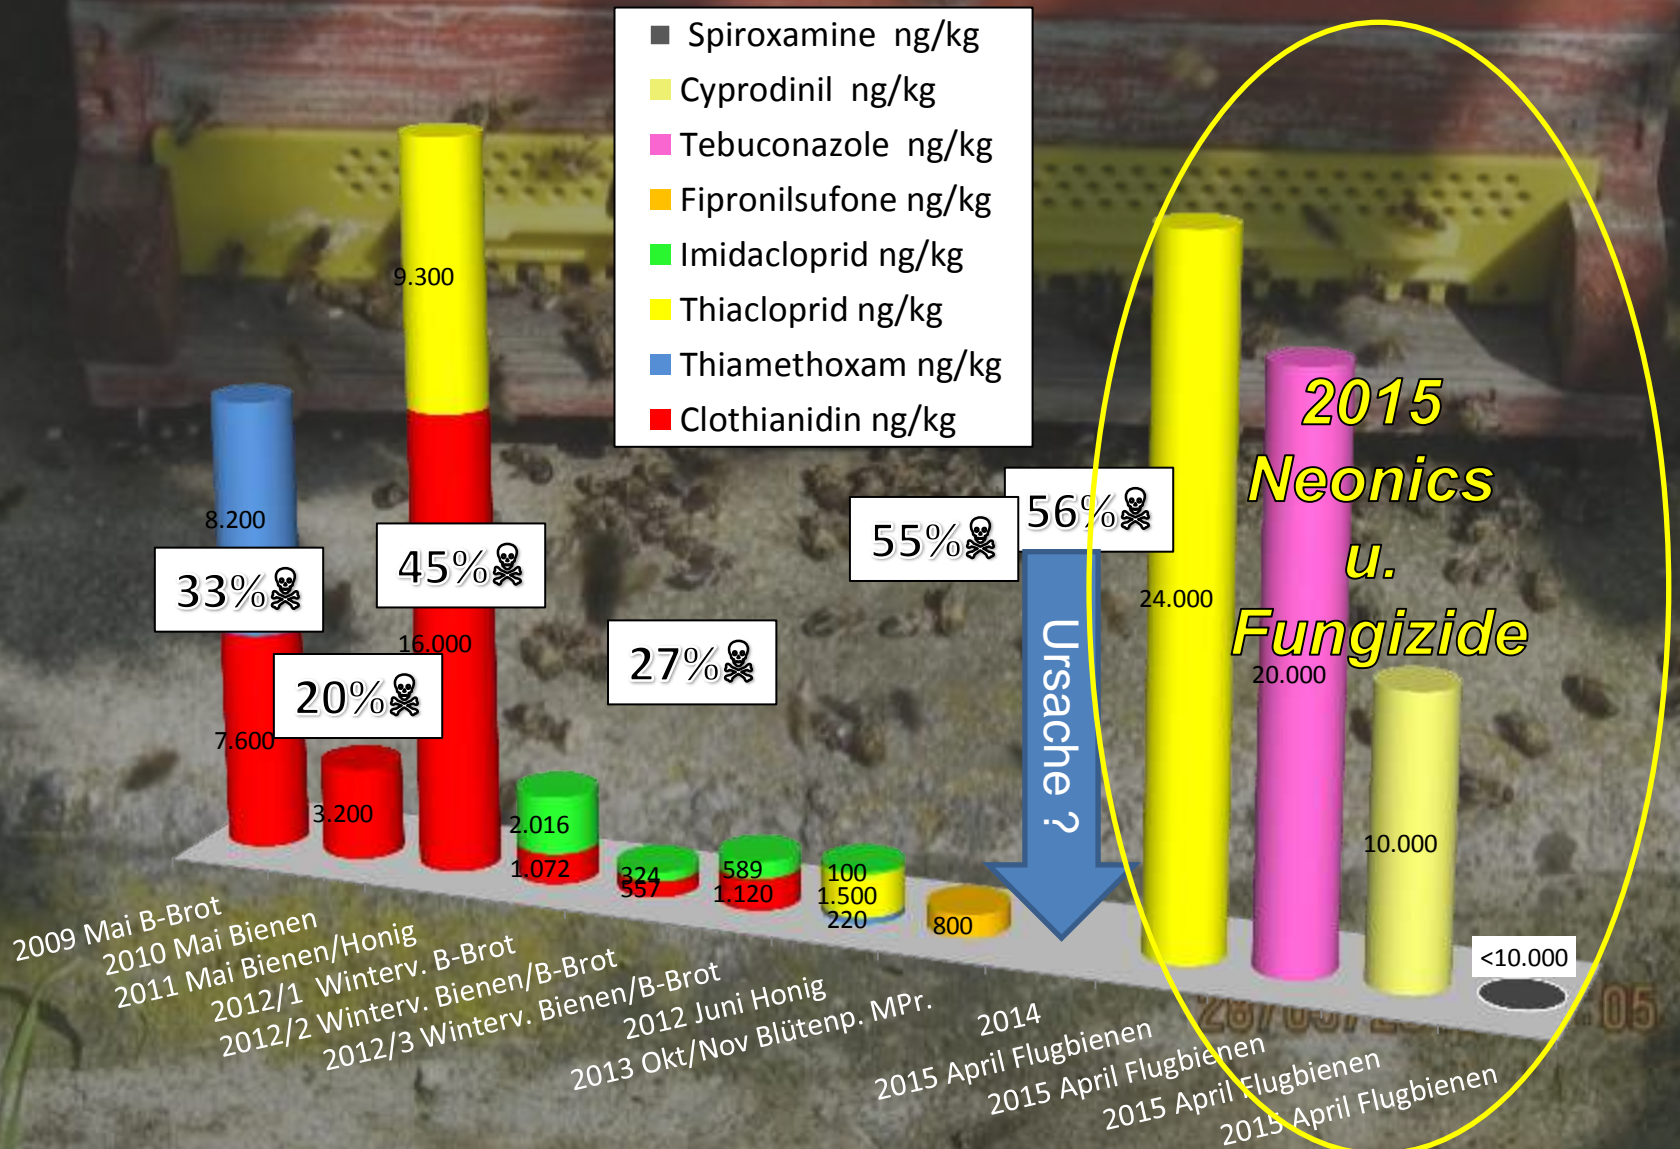 Spiroxamine ng/kg
Cyprodinil ng/kg
Tebuconazole ng/kg
Fipronilsufone ng/kg
Imidacloprid ng/kg
Thiacloprid ng/kg
Thiamethoxam ng/kg
Clothianidin ng/kg
9.300
8.200
33%☠
45%☠
16.000
20%☠
7.600
3.200
27%☠
55%☠
56%☠
Ursache ?
2015
Neonics
u.
Fungizide
24.000
20.000
10.000
<10.000
2.016
1.072
324
557
589
1.120
100
1.500
220
800
2009 Mai B-Brot
2010 Mai Bienen
2011 Mai Bienen/Honig
2012/1 Winterv. B-Brot
2012/2 Winterv. Bienen/B-Brot
2012/3 Winterv. Bienen/B-Brot
2012 Juni Honig
2013 Okt/Nov Blütenp. MPr.
2014
2015 April Flugbienen
2015 April Flugbienen
2015 April Flugbienen
2015 April Flugbienen